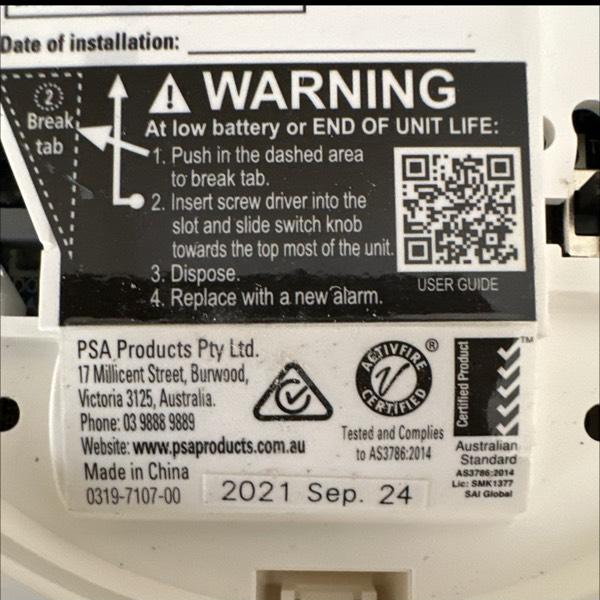 Date of installation:
WARNING
At low battery or END OF UNIT LIFE:
2
Break
tab
1. Push in the dashed area
to break tab.
2. Insert screw driver into the
slot and slide switch knob
towards the top most of the unit.
3. Dispose.
4. Replace with a new alarm.
USER GUIDE
PSA Products Pty Ltd.
17 Millicent Street, Burwood,
Victoria 3125, Australia.
Phone: 03 9888 9889
Website: www.psaproducts.com.au
Made in China
0319-7107-00
2021 Sep. 24
ACTIVFIRE ®
CERTIFIED
Tested and Complies
to AS3786:2014
Certified Product
TM
Australian
Standard
AS3786:2014
Lic: SMK1377
SAI Global